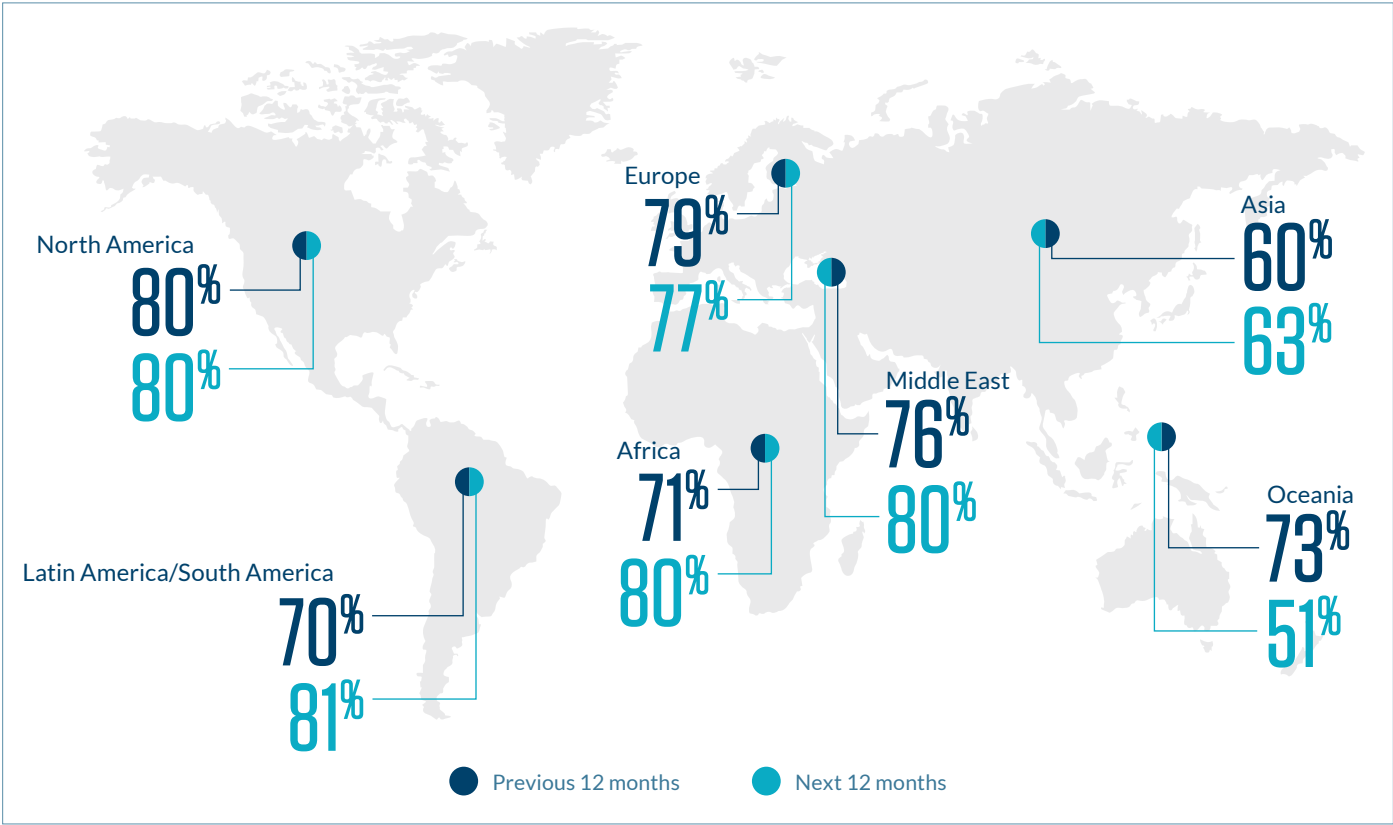 North America
80%
80%
Latin America/South America
70%
81%
Europe
79%
77%
Africa
71%
80%
Middle East
76%
80%
Asia
60%
63%
Oceania
73%
51%
Previous 12 months
Next 12 months